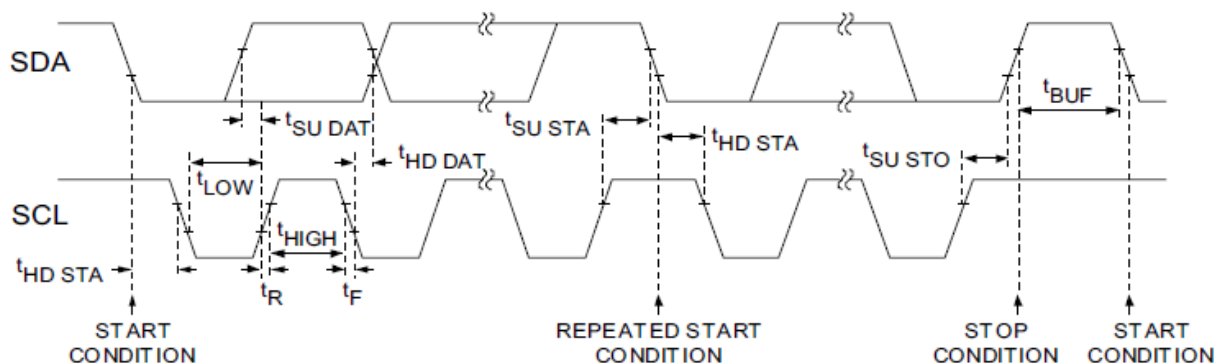 SDA
tSU DAT
tHD DAT
tLOW
tSU STA
tHD STA
tBUF
tSU STO
SCL
tHIGH
tHD STA
tR
tF
START
CONDITION
REPEATED START
CONDITION
STOP
CONDITION
START
CONDITION